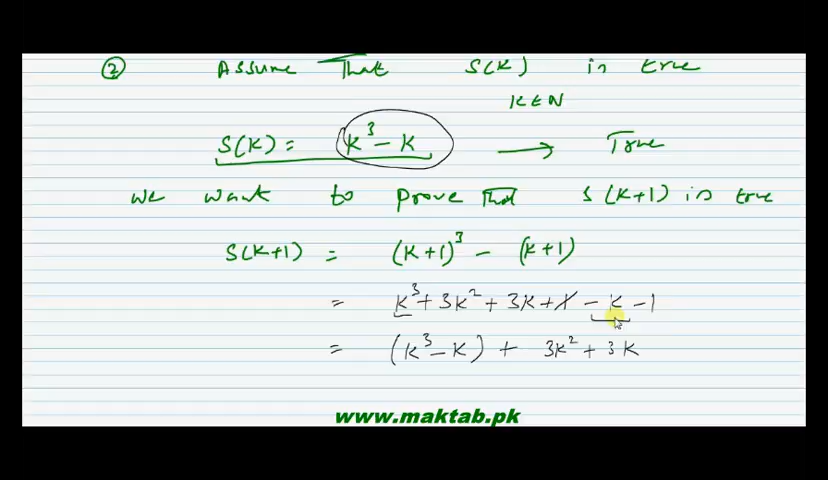 ② Assume That S(K) is true
K∈N
S(K) = K³ - K → True
We want to prove that S(K+1) is true
S(K+1) = (K+1)³ - (K+1)
= K³ + 3K² + 3K + 1 - K - 1
= (K³ - K) + 3K² + 3K
www.maktab.pk